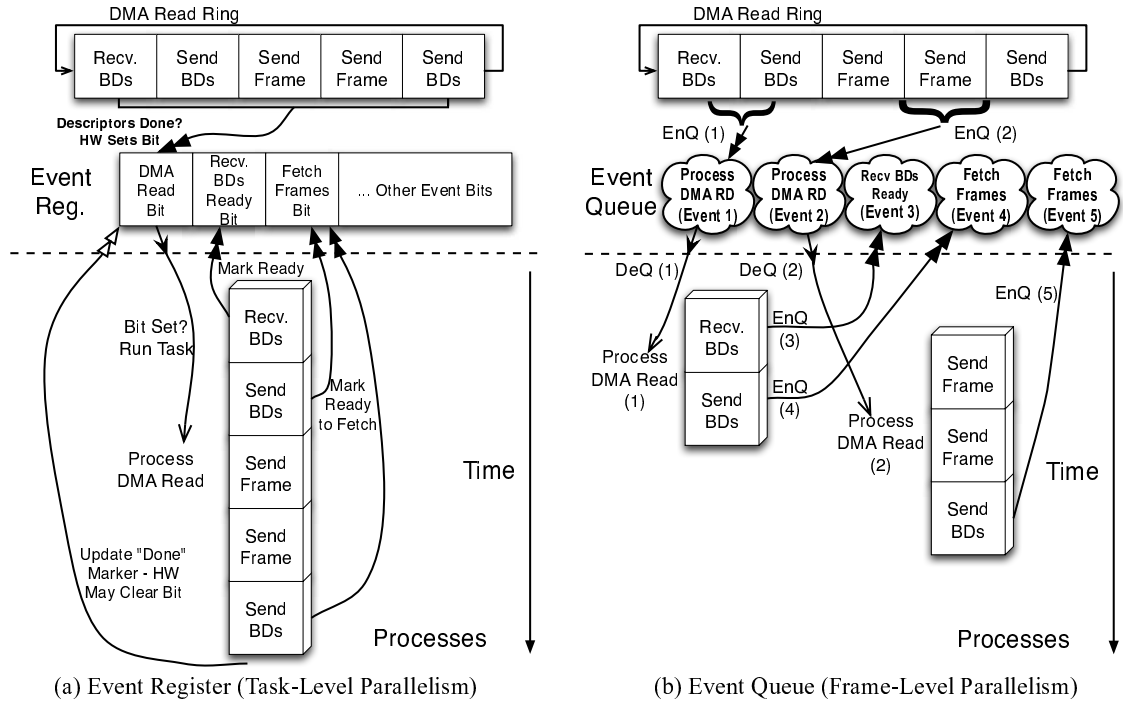 DMA Read Ring
Recv.
BDs
Send
BDs
Send
Frame
Send
Frame
Send
BDs
Descriptors Done?
HW Sets Bit
Event
Reg.
DMA
Read
Bit
Recv.
BDs
Ready
Bit
Fetch
Frames
Bit
... Other Event Bits
Mark Ready
Bit Set?
Run Task
Recv.
BDs
Send
BDs
Send
Frame
Send
Frame
Send
BDs
Mark
Ready
to Fetch
Process
DMA Read
Time
Update "Done"
Marker - HW
May Clear Bit
Processes
(a) Event Register (Task-Level Parallelism)
DMA Read Ring
Recv.
BDs
Send
BDs
Send
Frame
Send
Frame
Send
BDs
EnQ (1)
EnQ (2)
Event
Queue
Process
DMA RD
(Event 1)
Process
DMA RD
(Event 2)
Recv BDs
Ready
(Event 3)
Fetch
Frames
(Event 4)
Fetch
Frames
(Event 5)
DeQ (1)
DeQ (2)
EnQ (5)
Recv.
BDs
Send
BDs
EnQ
(3)
EnQ
(4)
Process
DMA Read
(1)
Process
DMA Read
(2)
Send
Frame
Send
Frame
Send
BDs
Time
Processes
(b) Event Queue (Frame-Level Parallelism)